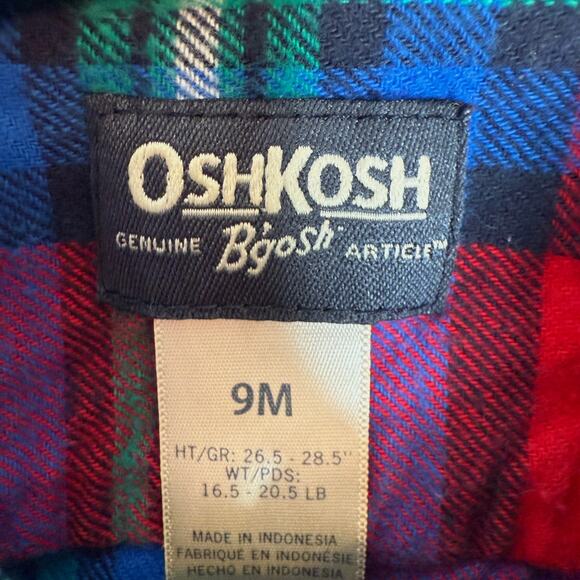 OSHKOSH
GENUINE B'gosh ARTICLE™
9M
HT/GR: 26.5 - 28.5"
WT/PDS:
16.5 - 20.5 LB
MADE IN INDONESIA
FABRIQUÉ EN INDONÉSIE
HECHO EN INDONESIA